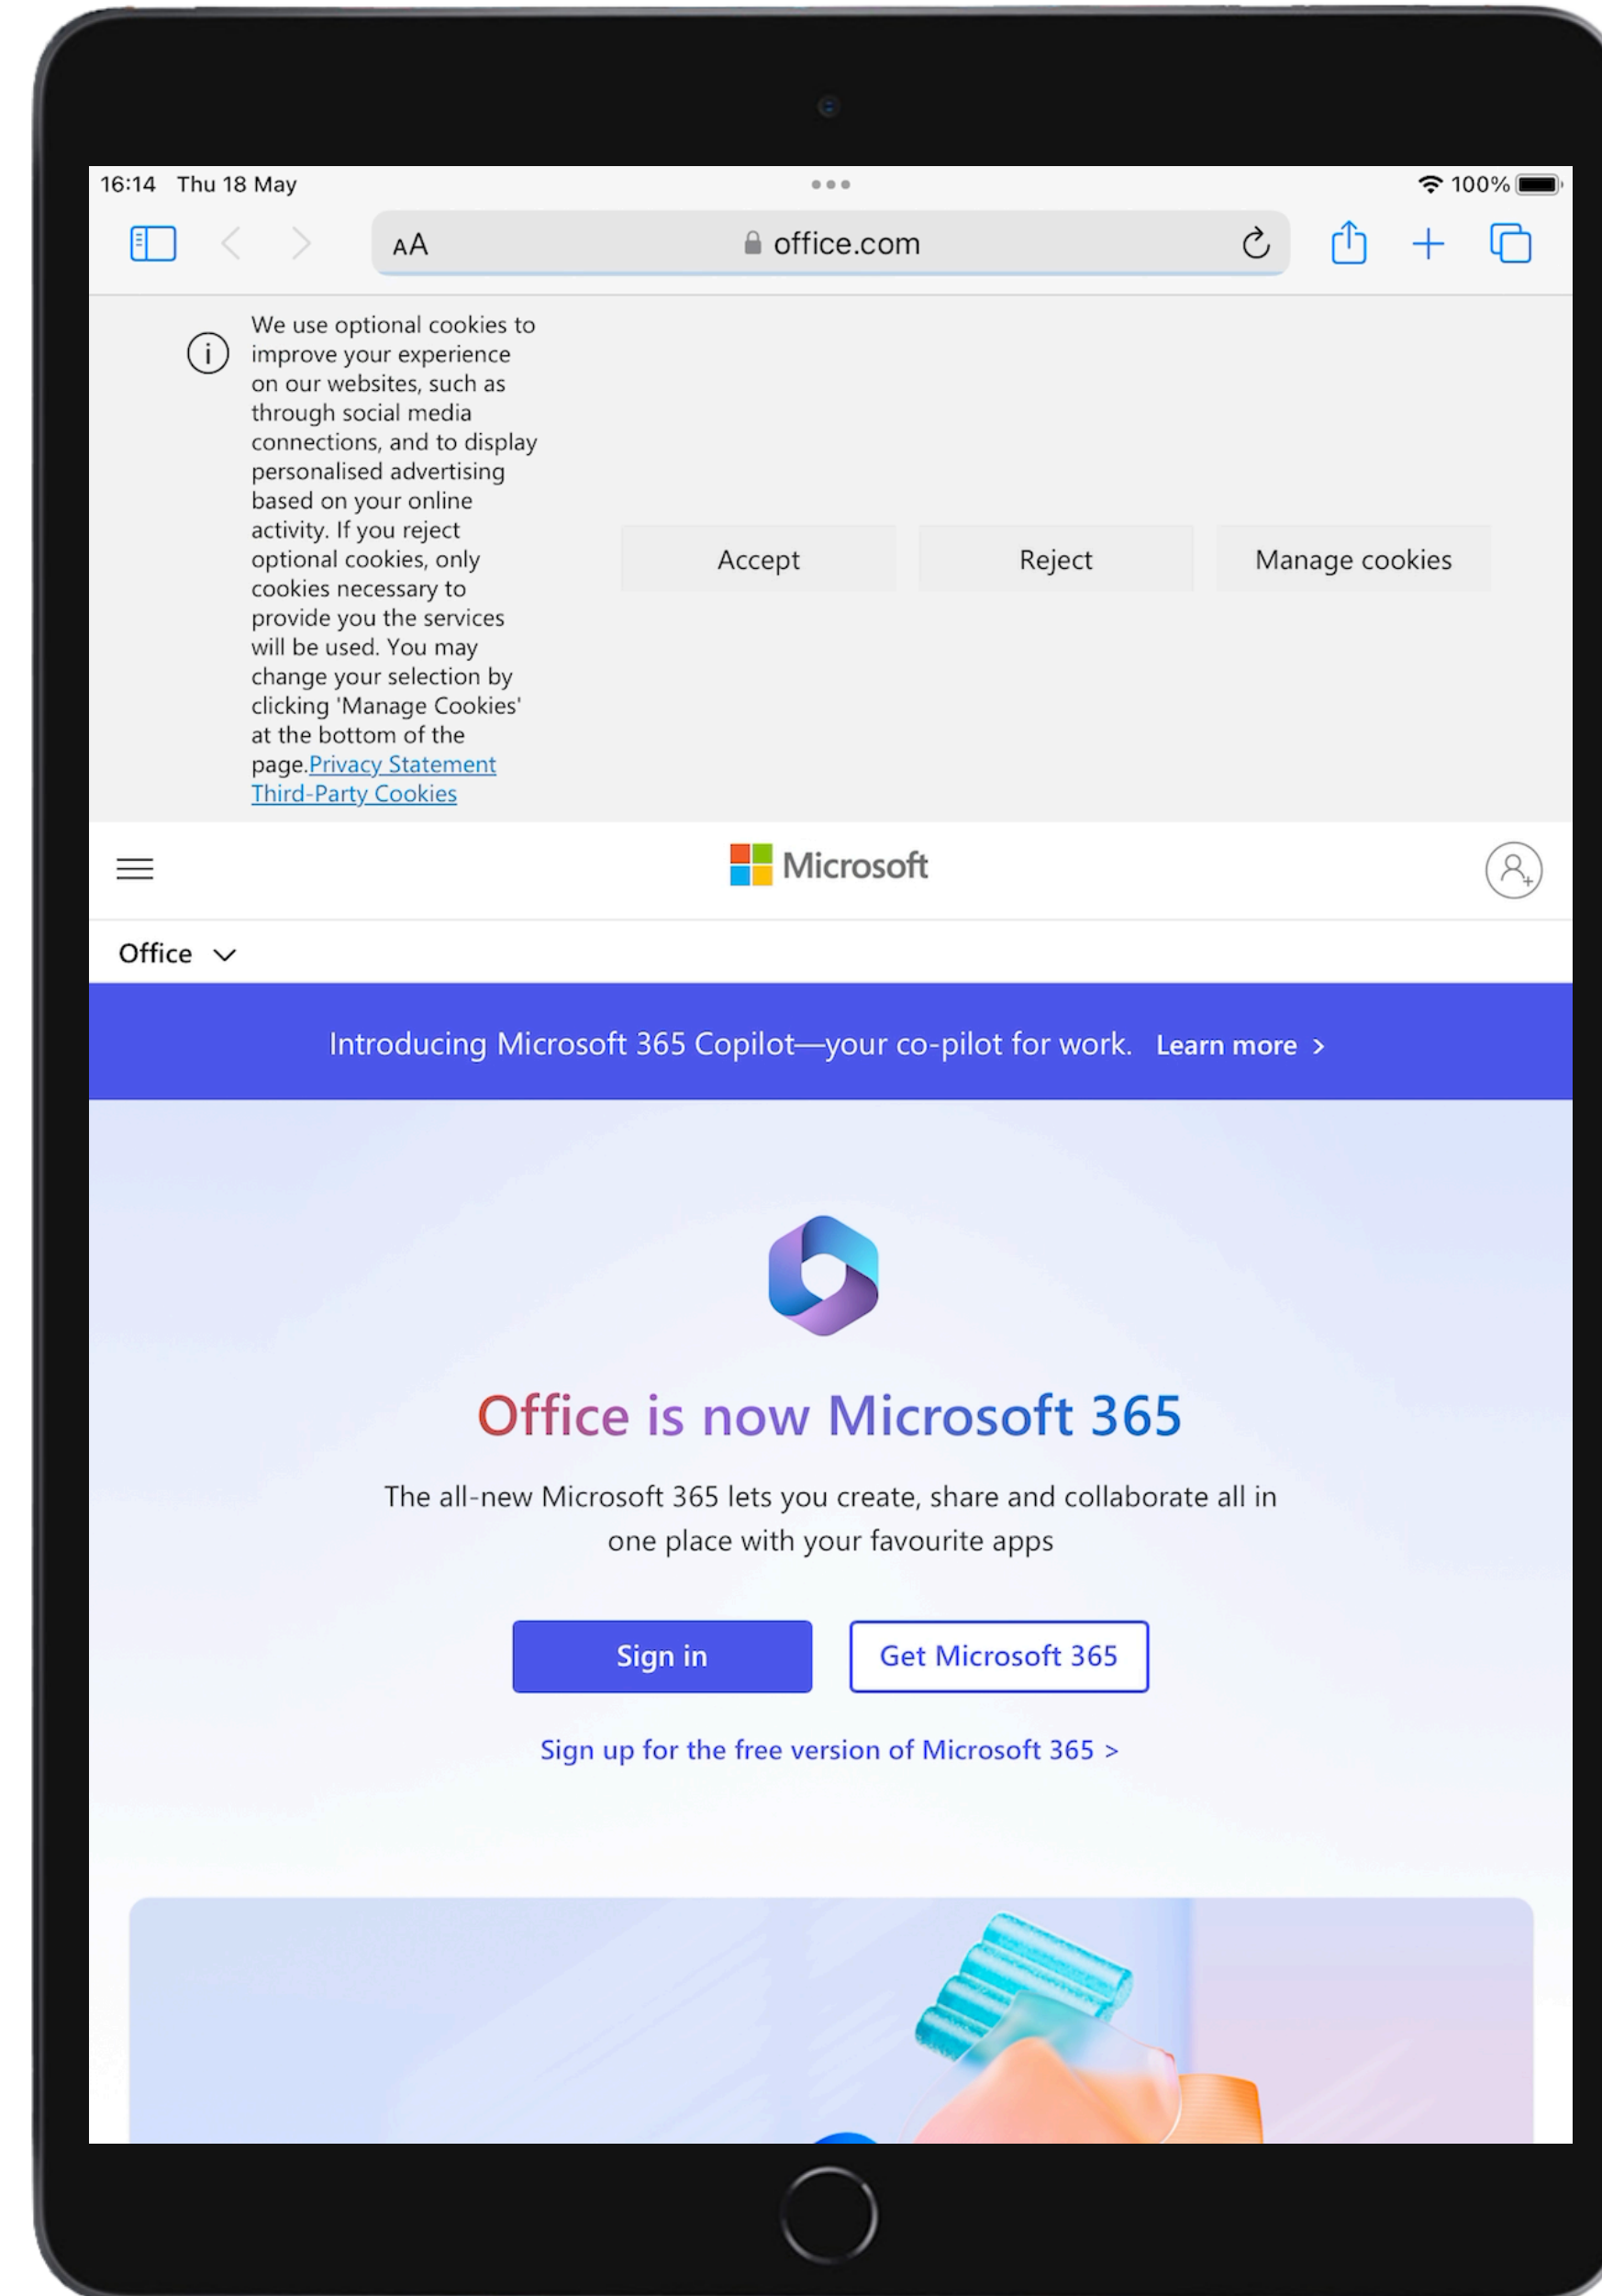 16:14 Thu 18 May
100%
AA
office.com
We use optional cookies to
improve your experience
on our websites, such as
through social media
connections, and to display
personalised advertising
based on your online
activity. If you reject
optional cookies, only
cookies necessary to
provide you the services
will be used. You may
change your selection by
clicking 'Manage Cookies'
at the bottom of the
page.Privacy Statement
Third-Party Cookies
Accept
Reject
Manage cookies
Microsoft
Office
Introducing Microsoft 365 Copilot—your co-pilot for work. Learn more >
Office is now Microsoft 365
The all-new Microsoft 365 lets you create, share and collaborate all in
one place with your favourite apps
Sign in
Get Microsoft 365
Sign up for the free version of Microsoft 365 >